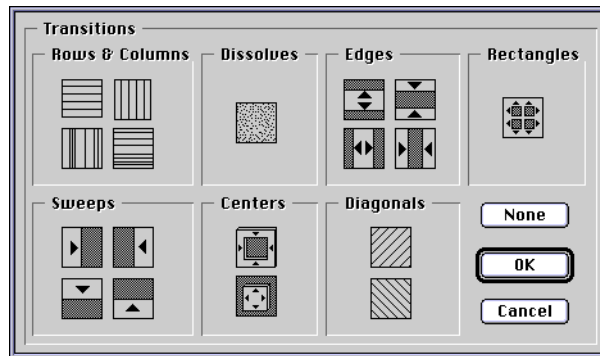 Transitions
Rows & Columns
Dissolves
Edges
Rectangles
Sweeps
Centers
Diagonals
None
OK
Cancel